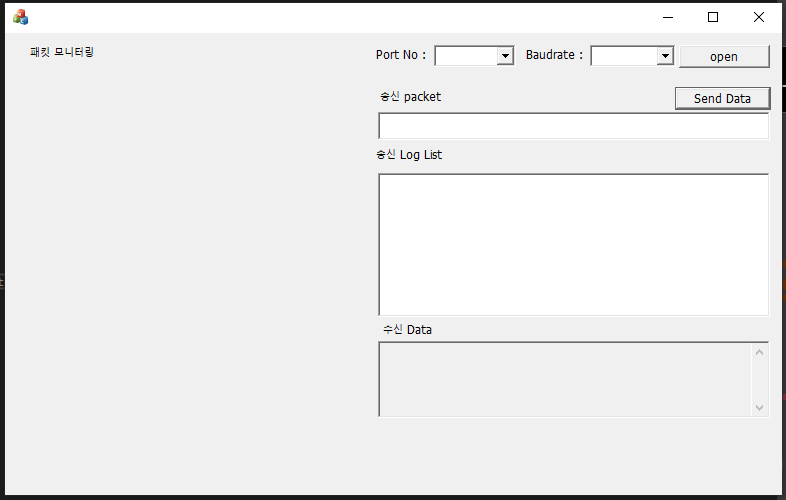 패킷 모니터링
Port No :
Baudrate :
open
송신 packet
Send Data
송신 Log List
수신 Data